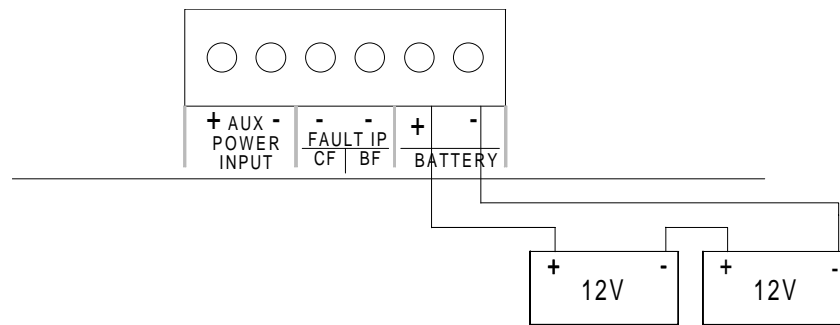 + AUX -
POWER
INPUT
- -
FAULT IP
CF BF
+ -
BATTERY
+ -
12V
+ -
12V